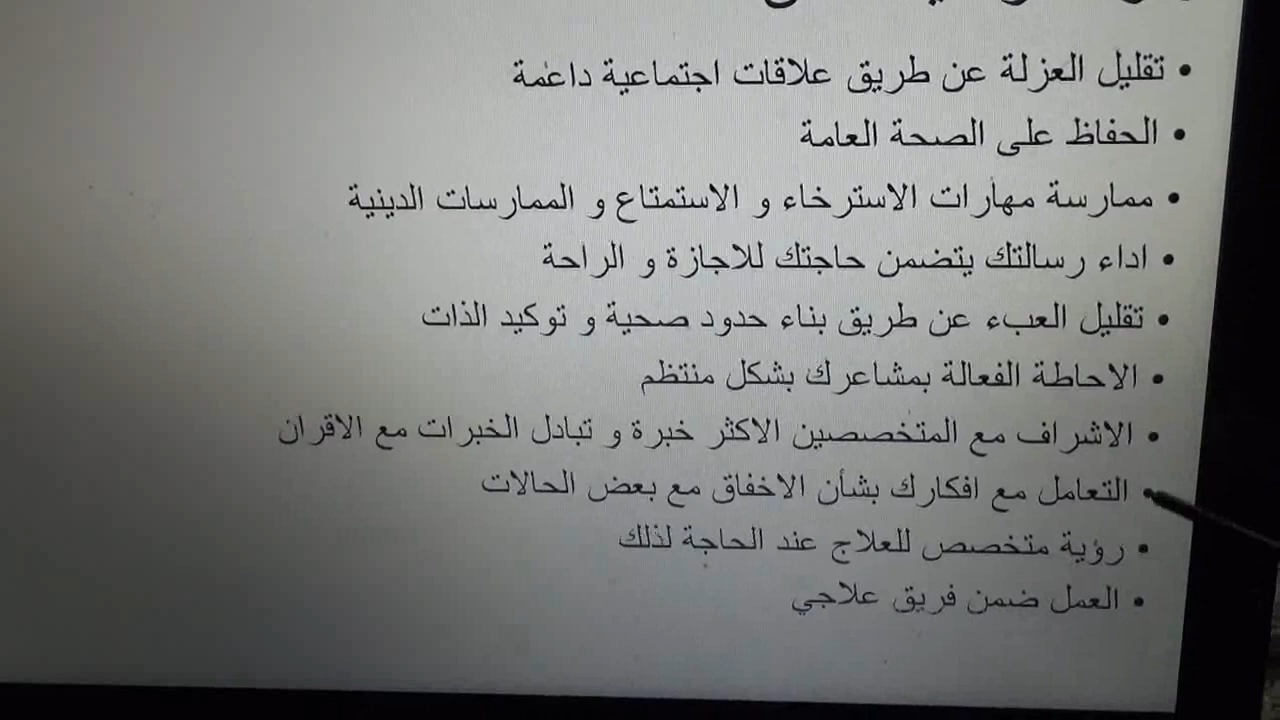 • تقليل العزلة عن طريق علاقات اجتماعية داعمة
• الحفاظ على الصحة العامة
• ممارسة مهارات الاسترخاء و الاستمتاع و الممارسات الدينية
• اداء رسالتك يتضمن حاجتك للاجازة و الراحة
• تقليل العبء عن طريق بناء حدود صحية و توكيد الذات
• الاحاطة الفعالة بمشاعرك بشكل منتظم
• الاشراف مع المتخصصين الاكثر خبرة و تبادل الخبرات مع الاقران
• التعامل مع افكارك بشأن الاخفاق مع بعض الحالات
• رؤية متخصص للعلاج عند الحاجة لذلك
• العمل ضمن فريق علاجي